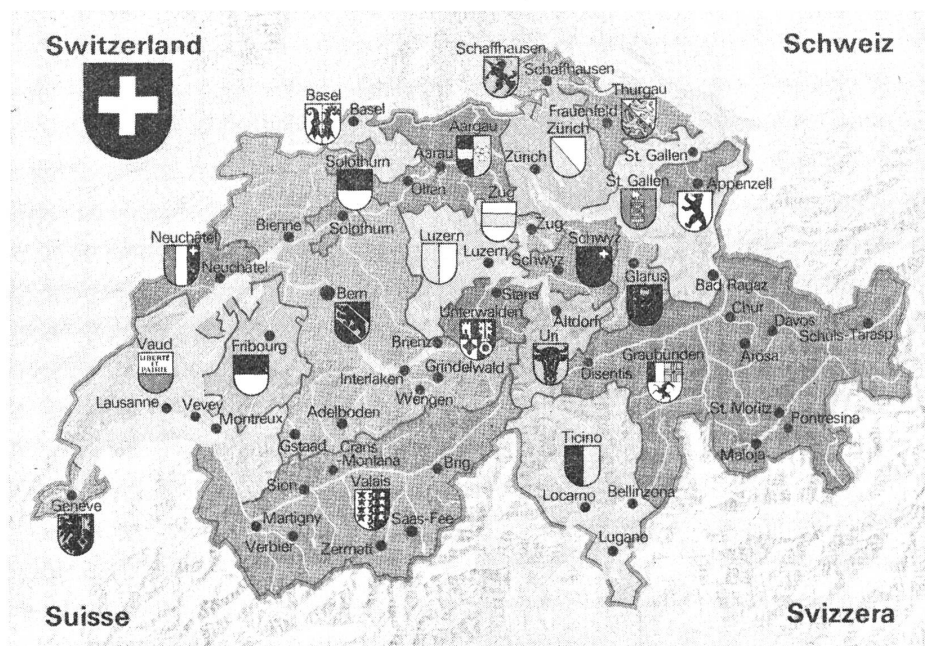 Switzerland
Schweiz
Schaffhausen
Schaffhausen
Thurgau
Basel
Basel
Frauenfeld
Aargau
Zürich
Solothurn
Aarau
Zürich
St. Gallen
Olten
Zug
St. Gallen
Appenzell
Bienne
Solothurn
Zug
Neuchâtel
Luzern
Schwyz
Neuchâtel
Luzern
Schwyz
Glarus
Bad Ragaz
Bern
Stans
Unterwalden
Altdorf
Chur
Davos
Schuls-Tarasp
Vaud
LIBERTÉ
ET
PATRIE
Fribourg
Brienz
Uri
Graubünden
Arosa
Interlaken
Grindelwald
Disentis
Wengen
Lausanne
Vevey
Montreux
Adelboden
St. Moritz
Pontresina
Gstaad
Crans
Montana
Ticino
Maloja
Sion
Valais
Brig
Locarno
Bellinzona
Genève
Martigny
Saas-Fee
Verbier
Zermatt
Lugano
Suisse
Svizzera